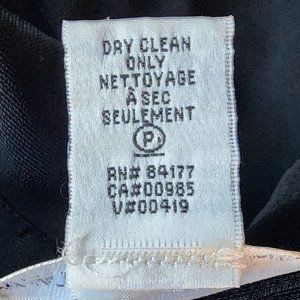 DRY CLEAN
ONLY
NETTOYAGE
À SEC
SEULEMENT
P
RN# 84177
CA#00985
V#00419